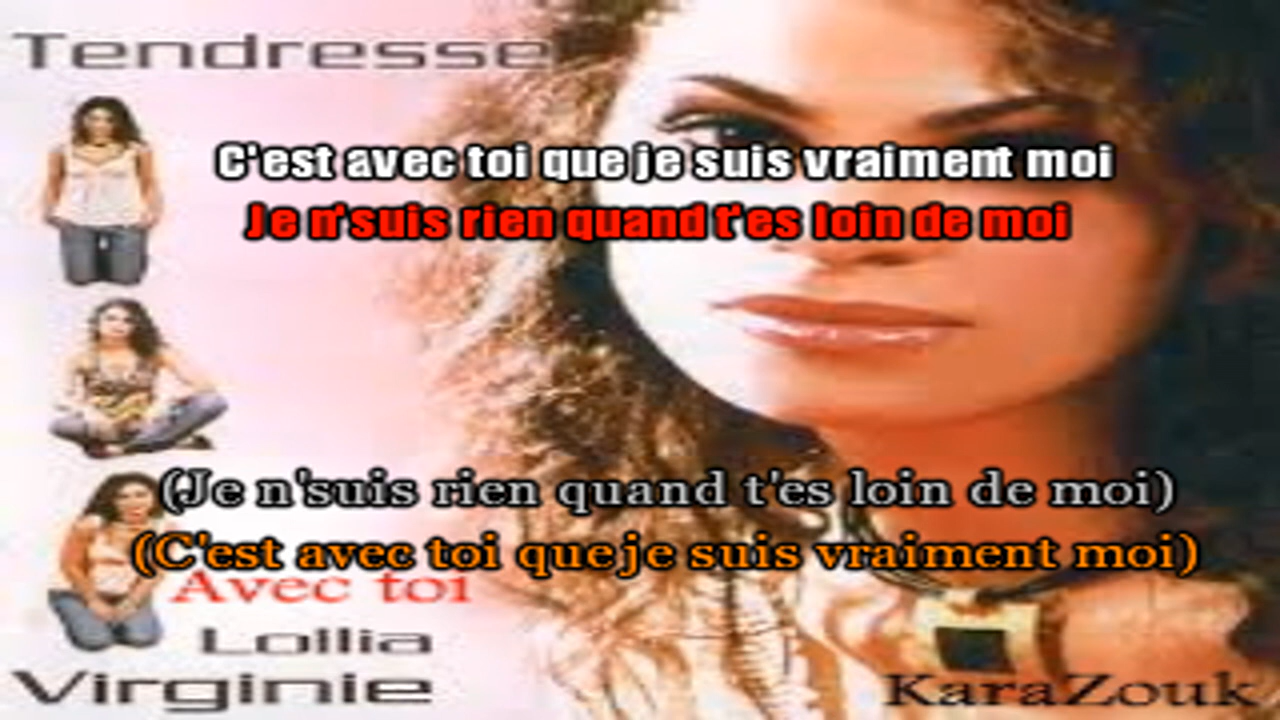 Tendresse
C'est avec toi que je suis vraiment moi
Je n'suis rien quand t'es loin de moi
(Je n'suis rien quand t'es loin de moi)
(C'est avec toi que je suis vraiment moi)
Avec toi
Lollia
Virginie
KaraZouk